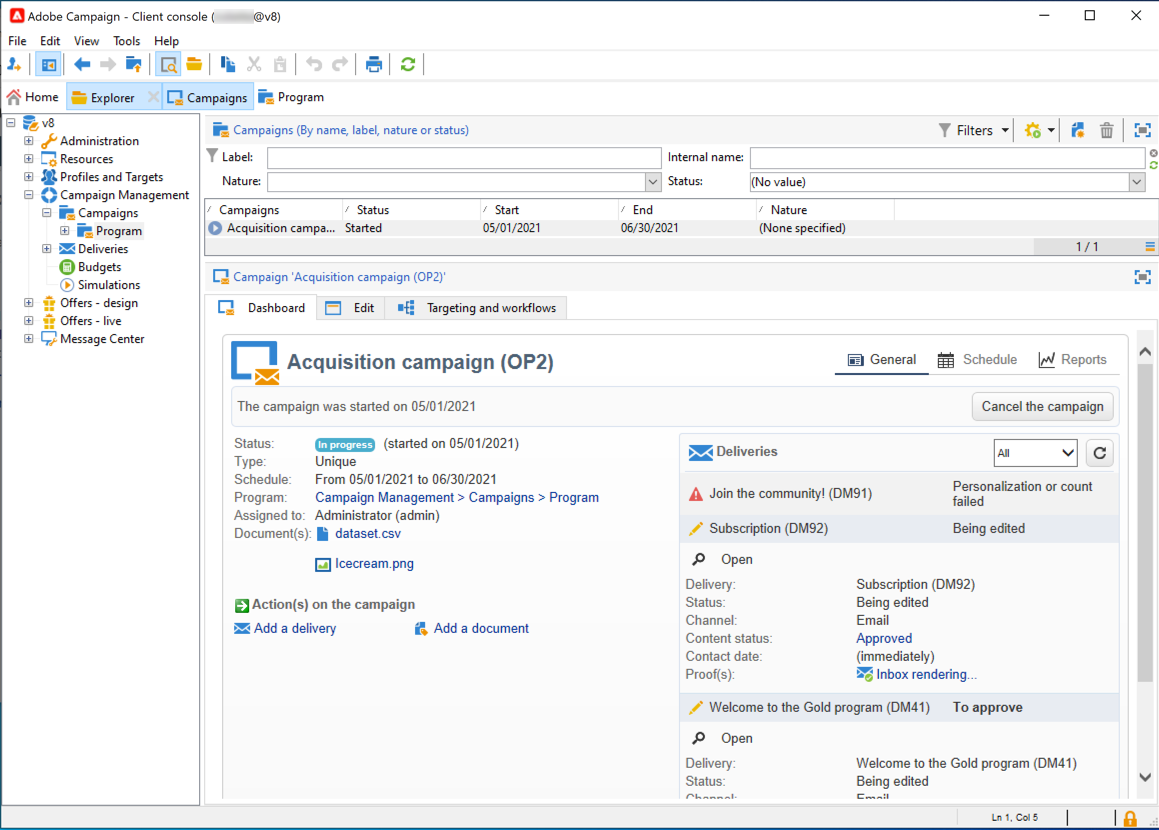 Adobe Campaign - Client console (@v8)
File Edit View Tools Help
Home Explorer Campaigns Program
v8
Administration
Resources
Profiles and Targets
Campaign Management
Campaigns
Program
Deliveries
Budgets
Simulations
Offers - design
Offers - live
Message Center
Campaigns (By name, label, nature or status)
Filters
Label: Internal name:
Nature: Status: (No value)
Campaigns Status Start End Nature
Acquisition campa... Started 05/01/2021 06/30/2021 (None specified)
1 / 1
Campaign 'Acquisition campaign (OP2)'
Dashboard Edit Targeting and workflows
Acquisition campaign (OP2)
General Schedule Reports
The campaign was started on 05/01/2021
Cancel the campaign
Status: In progress (started on 05/01/2021)
Type: Unique
Schedule: From 05/01/2021 to 06/30/2021
Program: Campaign Management > Campaigns > Program
Assigned to: Administrator (admin)
Document(s): dataset.csv
Icecream.png
Action(s) on the campaign
Add a delivery Add a document
Deliveries All
Join the community! (DM91) Personalization or count
failed
Subscription (DM92) Being edited
Open
Delivery: Subscription (DM92)
Status: Being edited
Channel: Email
Content status: Approved
Contact date: (immediately)
Proof(s): Inbox rendering...
Welcome to the Gold program (DM41) To approve
Open
Delivery: Welcome to the Gold program (DM41)
Status: Being edited
Channel: Email
Ln 1, Col 5